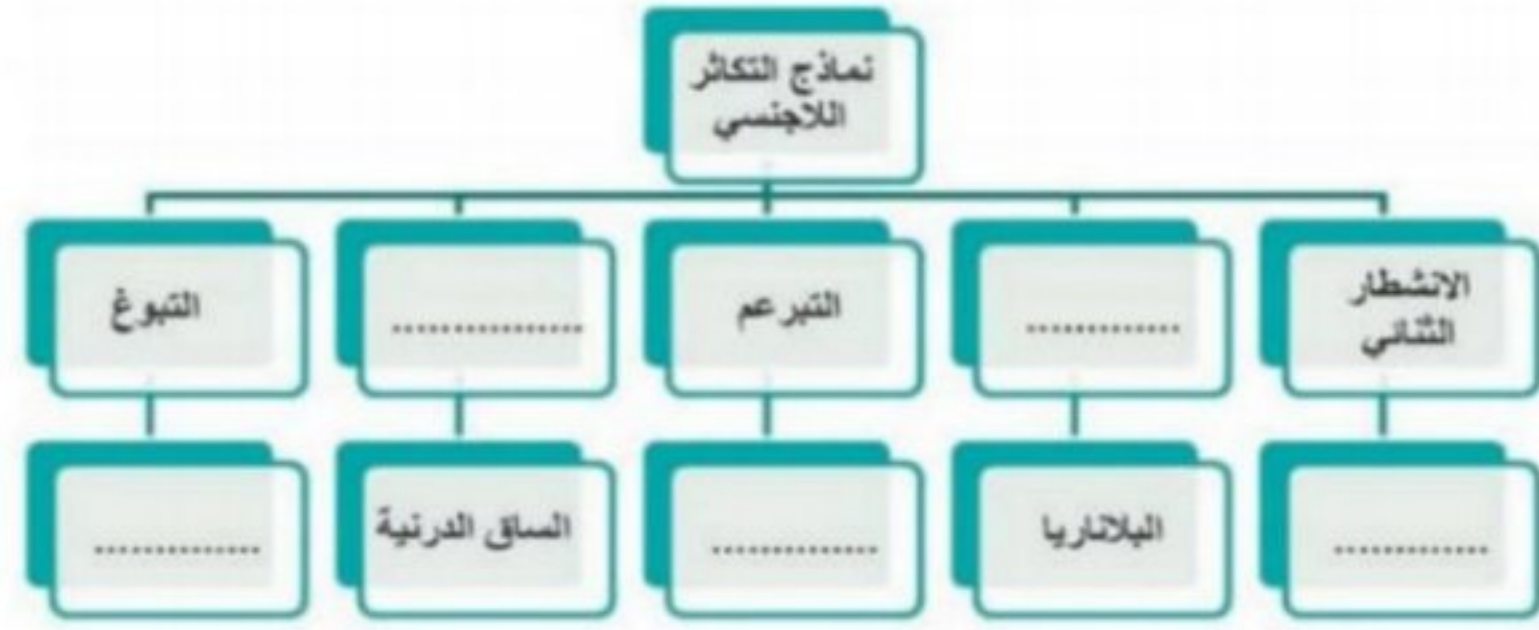 نماذج التكاثر
اللاجنسي
الانشطار
الثنائي
.............
التبرعم
................
التبوغ
.............
البلاناريا
..............
الساق الدرنية
..............